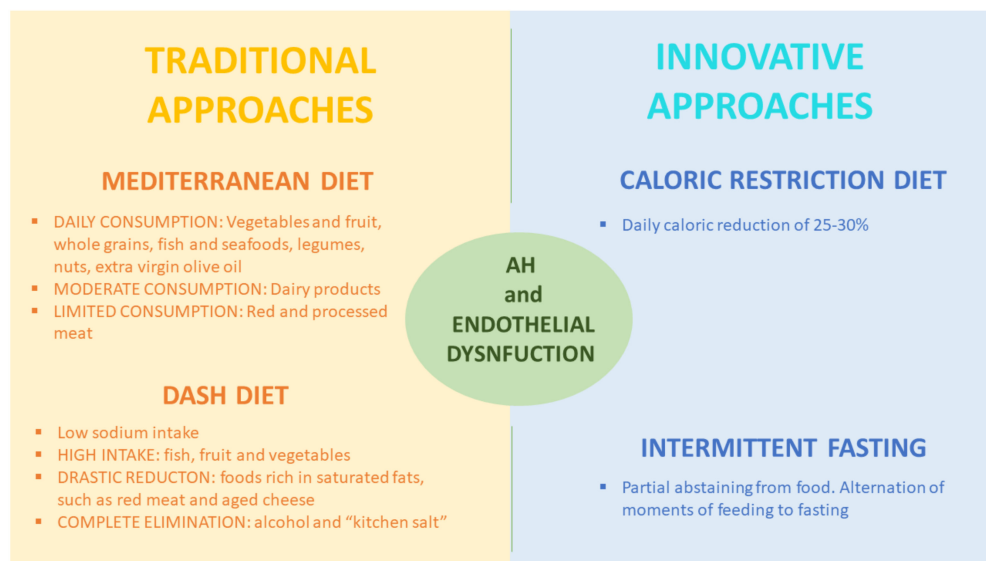 TRADITIONAL
APPROACHES
MEDITERRANEAN DIET
▪ DAILY CONSUMPTION: Vegetables and fruit,
whole grains, fish and seafoods, legumes,
nuts, extra virgin olive oil
▪ MODERATE CONSUMPTION: Dairy products
▪ LIMITED CONSUMPTION: Red and processed
meat
DASH DIET
▪ Low sodium intake
▪ HIGH INTAKE: fish, fruit and vegetables
▪ DRASTIC REDUCTON: foods rich in saturated fats,
such as red meat and aged cheese
▪ COMPLETE ELIMINATION: alcohol and “kitchen salt”
AH
and
ENDOTHELIAL
DYSNFUCTION
INNOVATIVE
APPROACHES
CALORIC RESTRICTION DIET
▪ Daily caloric reduction of 25-30%
INTERMITTENT FASTING
▪ Partial abstaining from food. Alternation of
moments of feeding to fasting